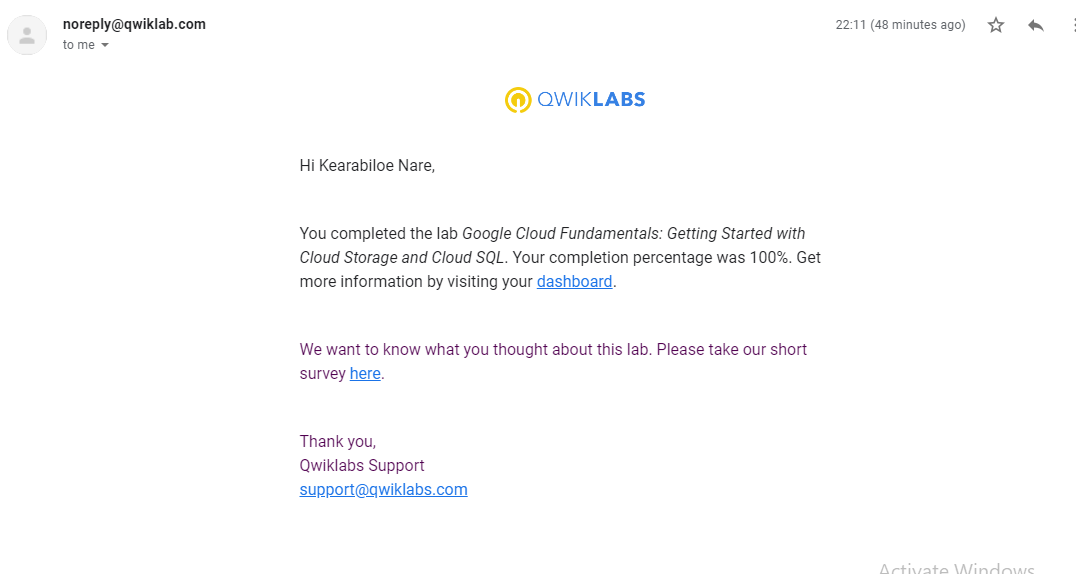 noreply@qwiklab.com
22:11 (48 minutes ago)
to me
QWIKLABS
Hi Kearabiloe Nare,
You completed the lab Google Cloud Fundamentals: Getting Started with
Cloud Storage and Cloud SQL. Your completion percentage was 100%. Get
more information by visiting your dashboard.
We want to know what you thought about this lab. Please take our short
survey here.
Thank you,
Qwiklabs Support
support@qwiklabs.com
Activate Windows